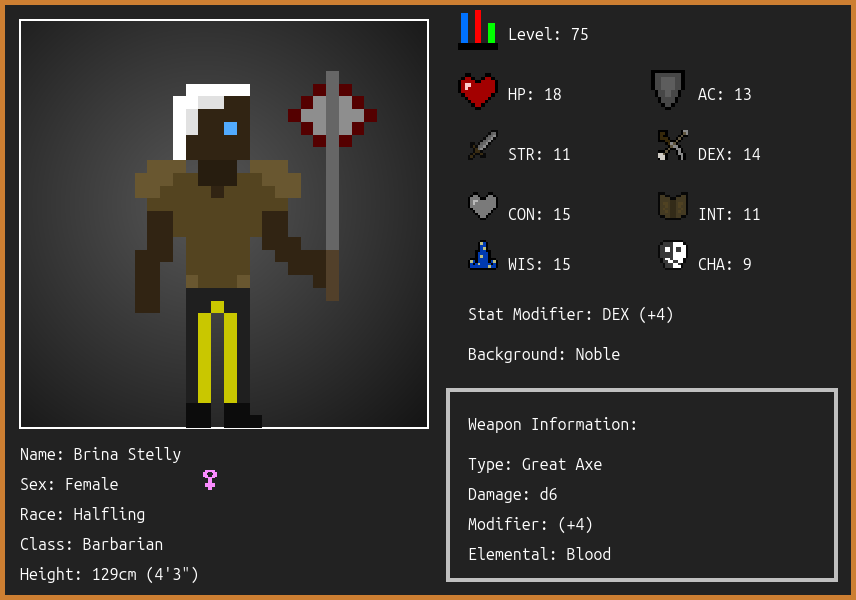 Level: 75
HP: 18
AC: 13
STR: 11
DEX: 14
CON: 15
INT: 11
WIS: 15
CHA: 9
Stat Modifier: DEX (+4)
Background: Noble
Weapon Information:
Type: Great Axe
Damage: d6
Modifier: (+4)
Elemental: Blood
Name: Brina Stelly
Sex: Female
Race: Halfling
Class: Barbarian
Height: 129cm (4'3")